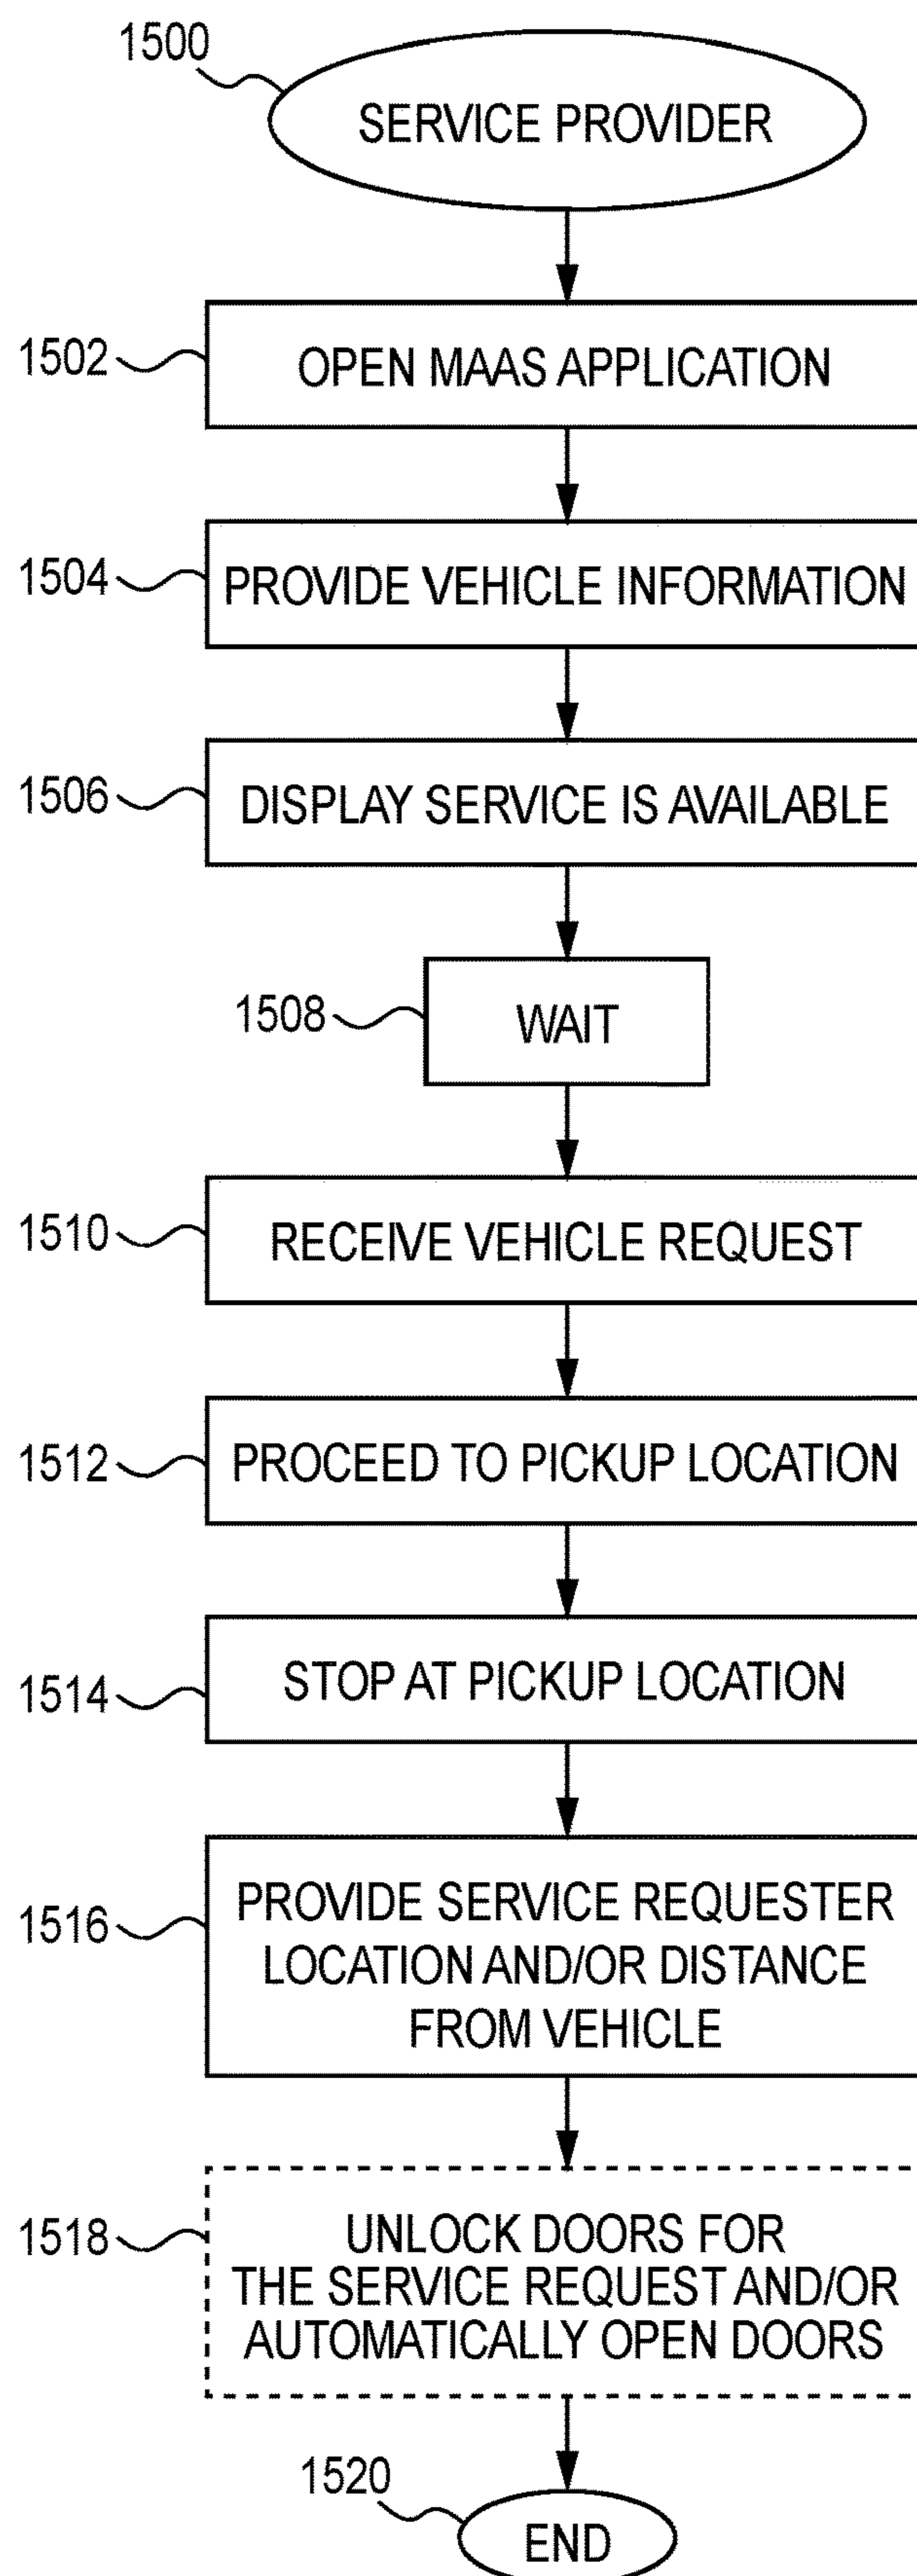 1500
SERVICE PROVIDER
1502
OPEN MAAS APPLICATION
1504
PROVIDE VEHICLE INFORMATION
1506
DISPLAY SERVICE IS AVAILABLE
1508
WAIT
1510
RECEIVE VEHICLE REQUEST
1512
PROCEED TO PICKUP LOCATION
1514
STOP AT PICKUP LOCATION
1516
PROVIDE SERVICE REQUESTER
LOCATION AND/OR DISTANCE
FROM VEHICLE
1518
UNLOCK DOORS FOR
THE SERVICE REQUEST AND/OR
AUTOMATICALLY OPEN DOORS
1520
END